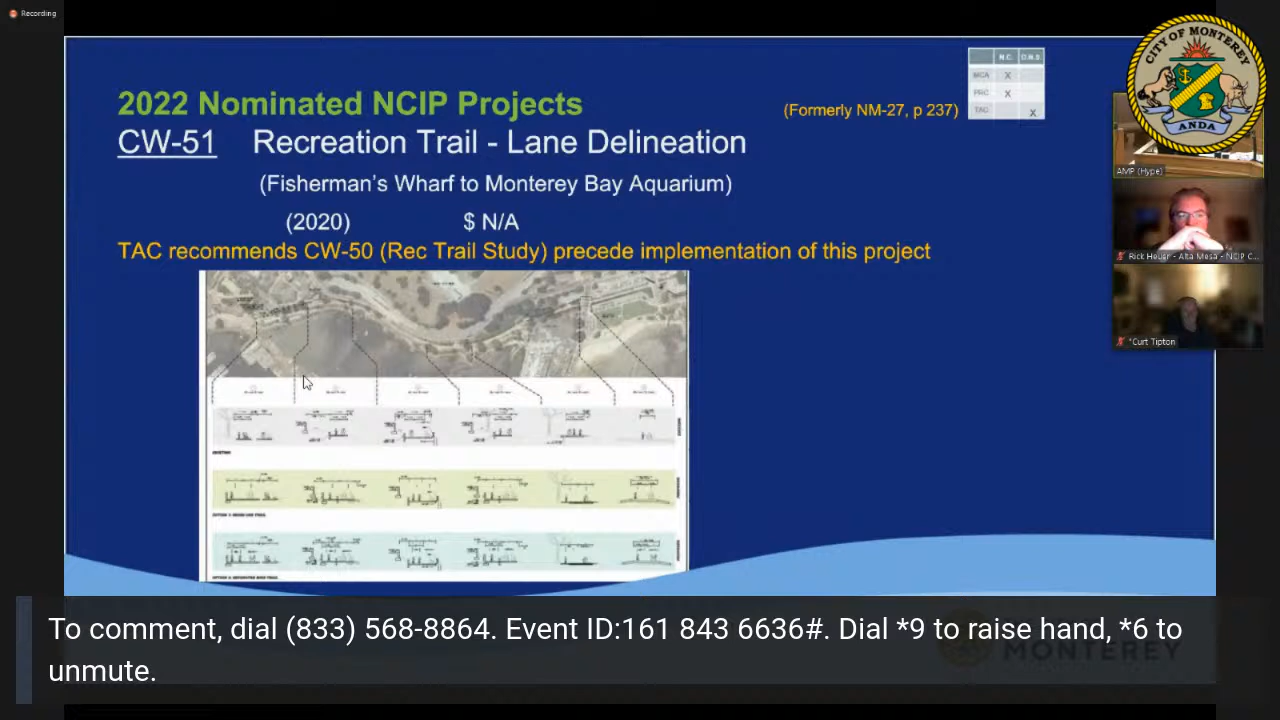 Recording
2022 Nominated NCIP Projects
(Formerly NM-27, p 237)
N.C. D.N.S
MCA X
PRC X
TAC X
CITY OF MONTEREY
ANDA
CW-51 Recreation Trail - Lane Delineation
(Fisherman's Wharf to Monterey Bay Aquarium)
(2020) $ N/A
TAC recommends CW-50 (Rec Trail Study) precede implementation of this project
AMP (Hype)
Rick Heuer - Alta Mesa - NCIP C...
*Curt Tipton
To comment, dial (833) 568-8864. Event ID:161 843 6636#. Dial *9 to raise hand, *6 to
unmute.
MONTEREY